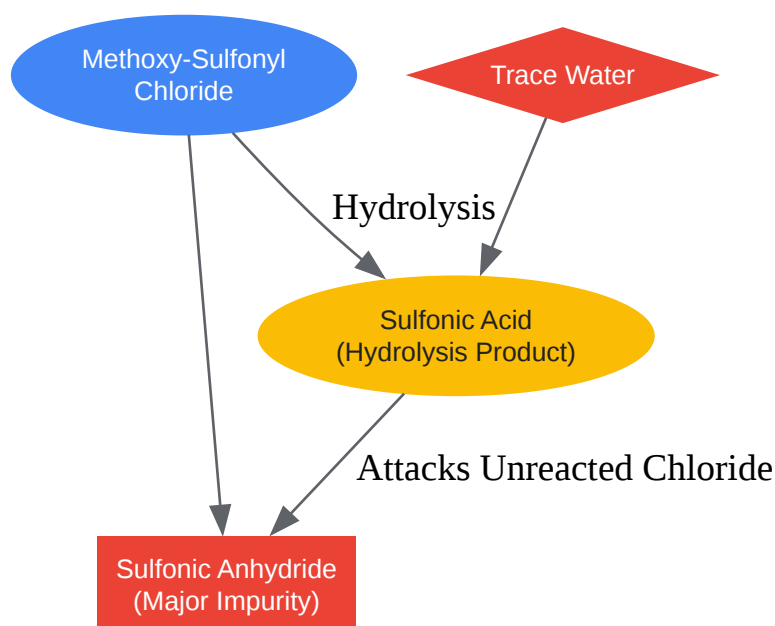 Methoxy-Sulfonyl
Chloride
Trace Water
Hydrolysis
Sulfonic Acid
(Hydrolysis Product)
Attacks Unreacted Chloride
Sulfonic Anhydride
(Major Impurity)